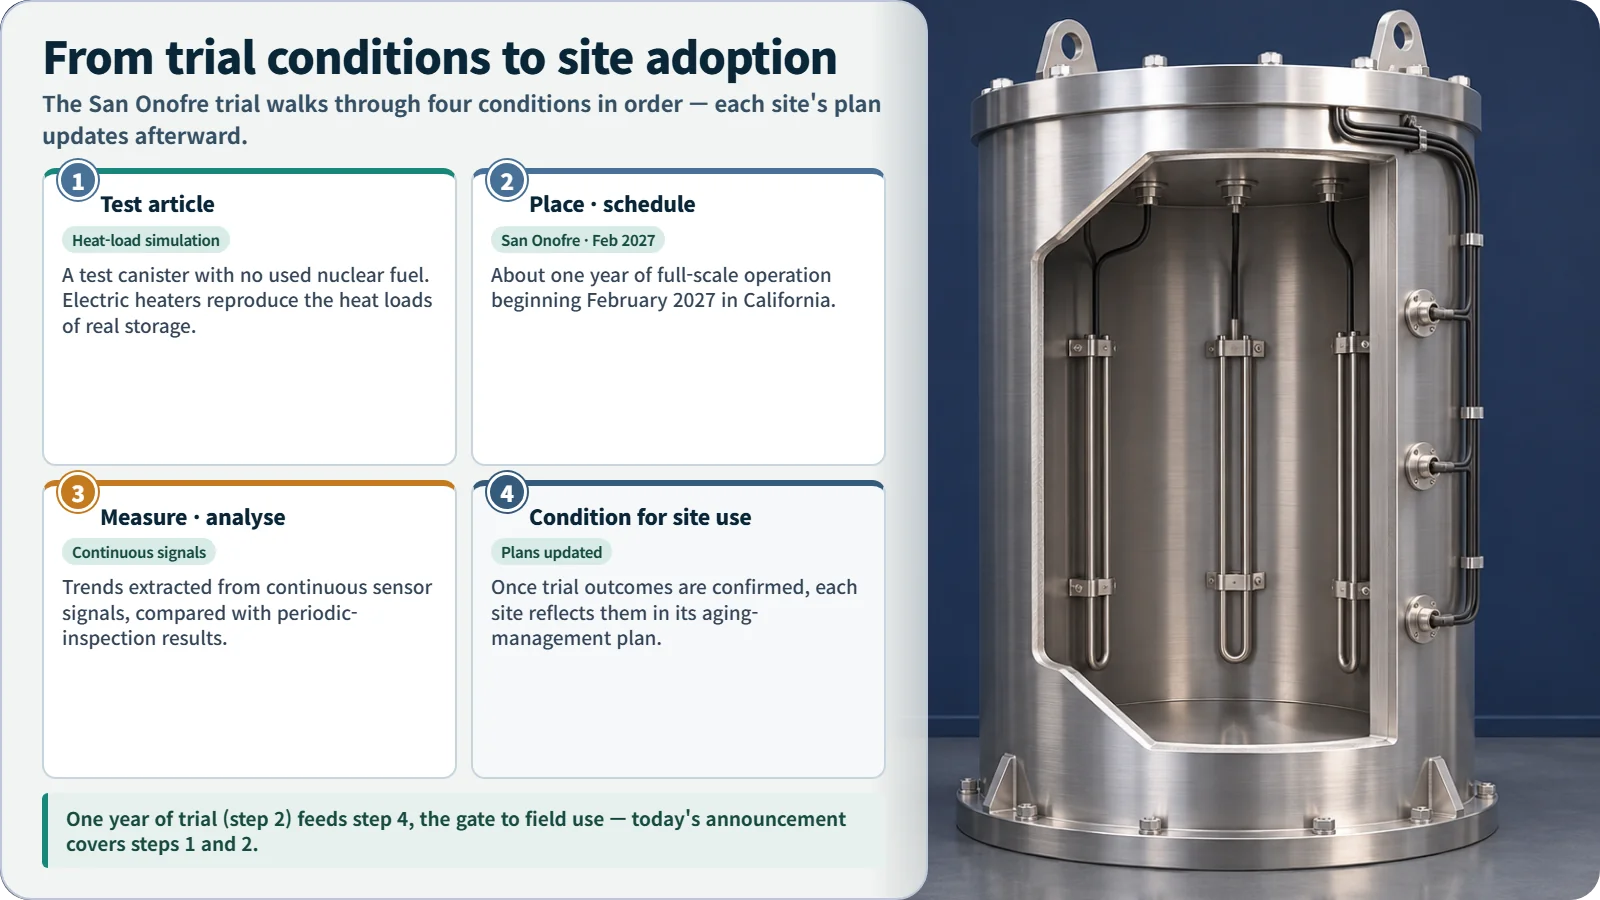 From trial conditions to site adoption
The San Onofre trial walks through four conditions in order — each site's plan
updates afterward.
1
Test article
Heat-load simulation
A test canister with no used nuclear fuel.
Electric heaters reproduce the heat loads
of real storage.
2
Place · schedule
San Onofre · Feb 2027
About one year of full-scale operation
beginning February 2027 in California.
3
Measure · analyse
Continuous signals
Trends extracted from continuous sensor
signals, compared with periodic-
inspection results.
4
Condition for site use
Plans updated
Once trial outcomes are confirmed, each
site reflects them in its aging-
management plan.
One year of trial (step 2) feeds step 4, the gate to field use — today's announcement
covers steps 1 and 2.